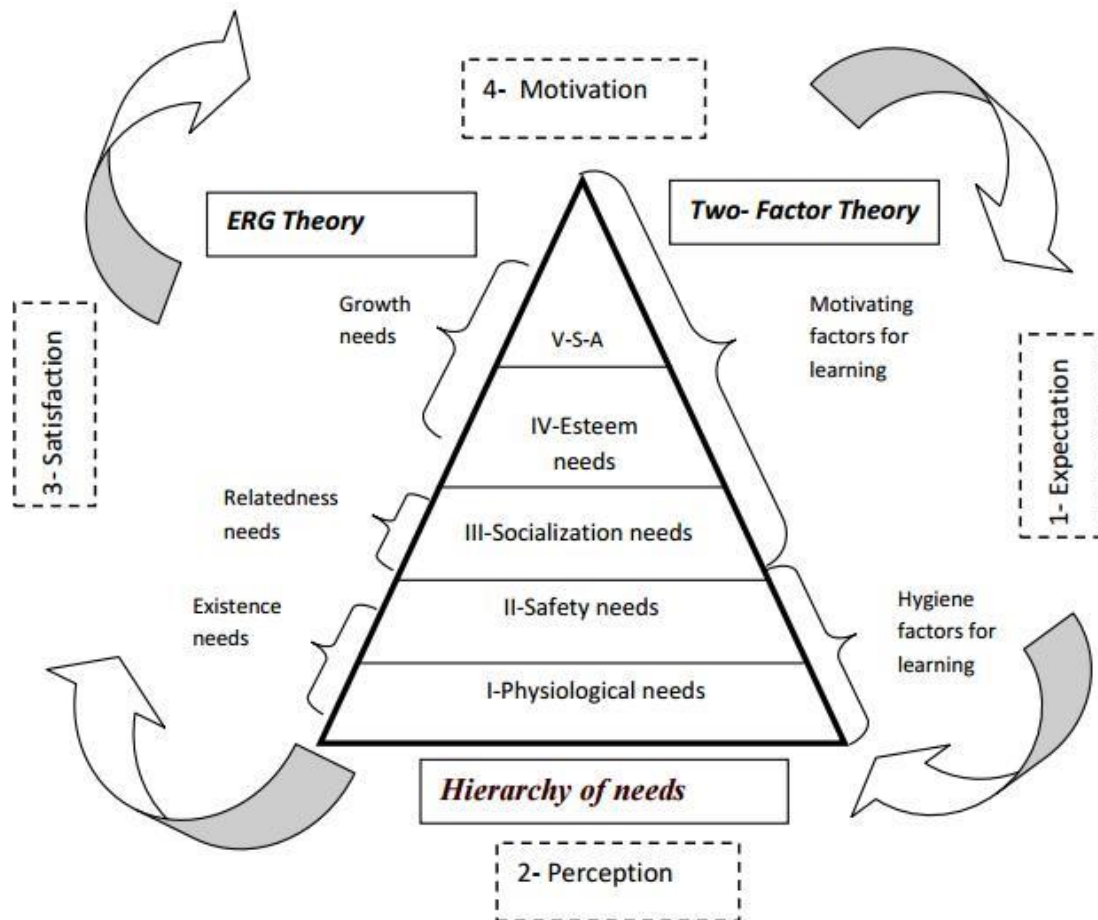 4- Motivation
ERG Theory
Two- Factor Theory
Growth
needs
Motivating
factors for
learning
V-S-A
3- Satisfaction
1- Expectation
IV-Esteem
needs
Relatedness
needs
III-Socialization needs
Existence
needs
II-Safety needs
Hygiene
factors for
learning
I-Physiological needs
Hierarchy of needs
2- Perception